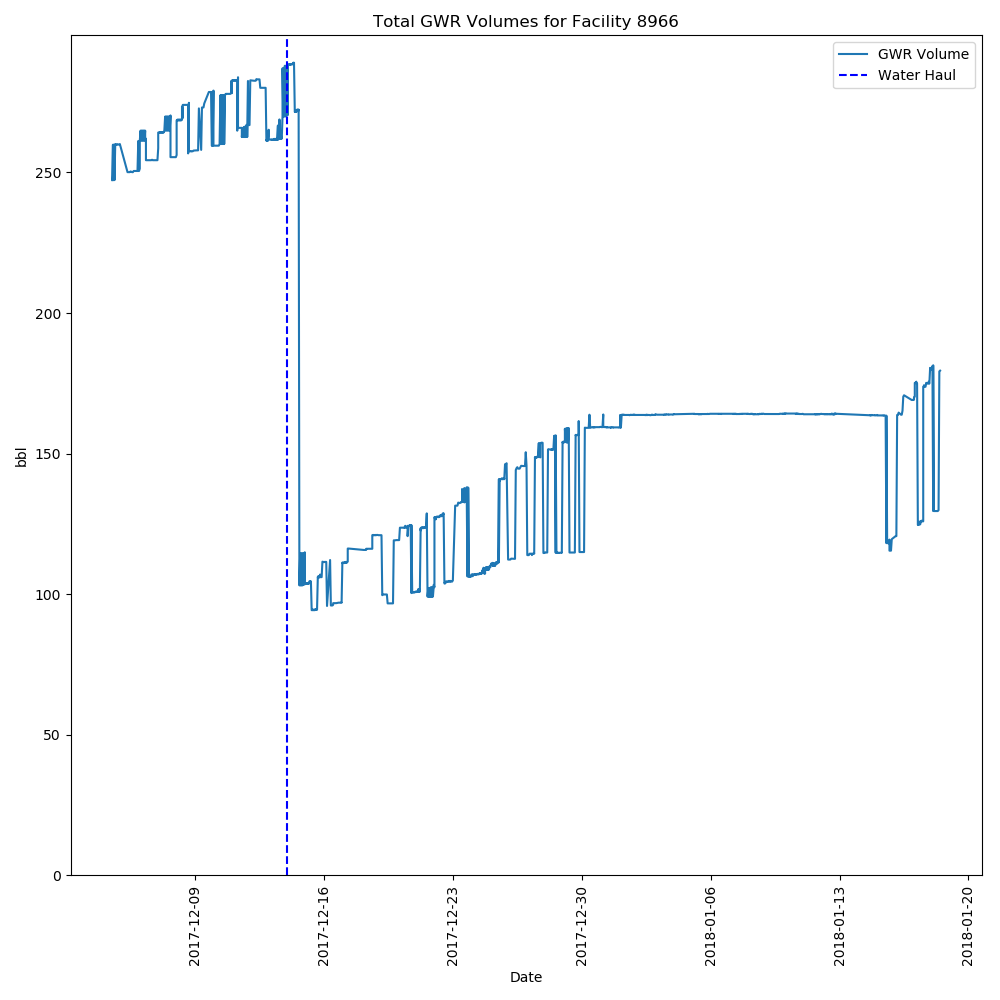 Total GWR Volumes for Facility 8966
GWR Volume
Water Haul
bbl
250
200
150
100
50
0
2017-12-09
2017-12-16
2017-12-23
2017-12-30
2018-01-06
2018-01-13
2018-01-20
Date